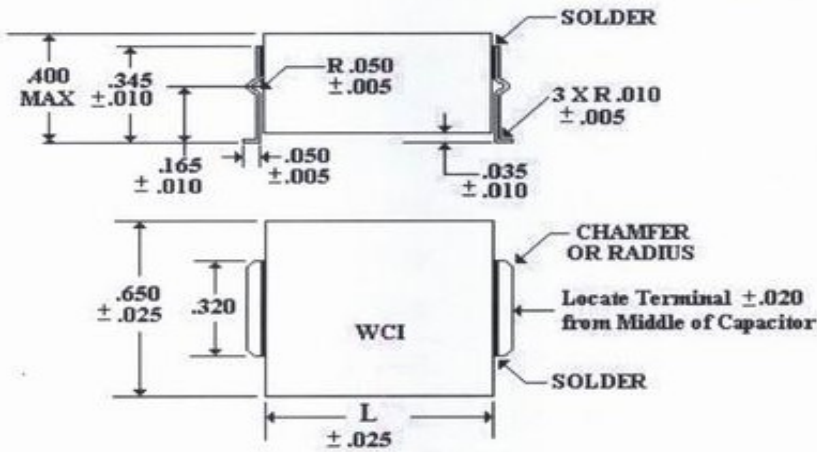 SOLDER
.400
MAX
.345
±.010
R .050
±.005
3 X R .010
± .005
.165
± .010
.050
±.005
.035
± .010
CHAMFER
OR RADIUS
.650
± .025
.320
WCI
Locate Terminal ±.020
from Middle of Capacitor
SOLDER
L
± .025